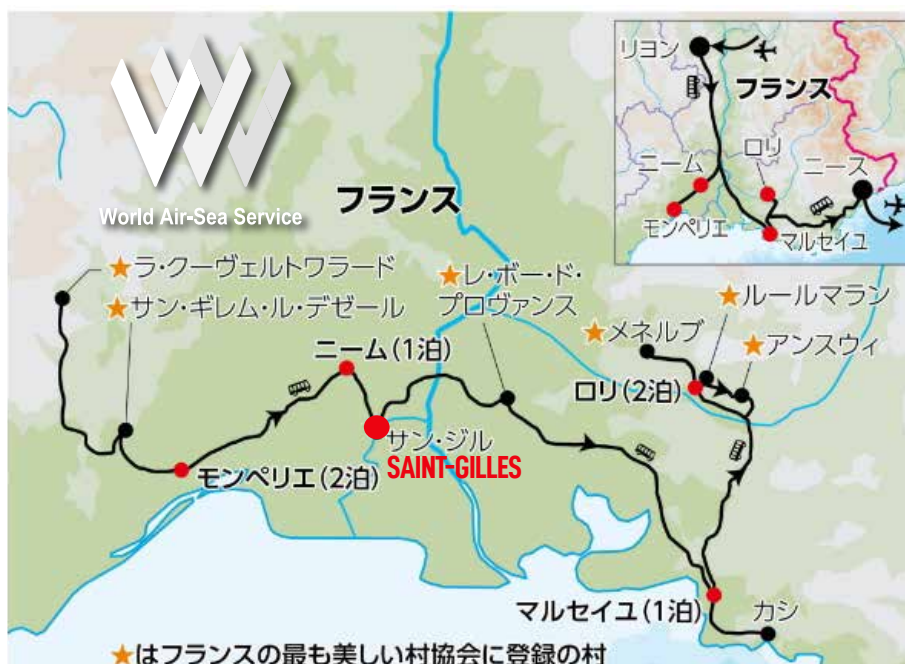 World Air-Sea Service
フランス
★ラ・クーヴェルトワラード
★サン・ギレム・ル・デゼール
★レ・ボー・ド・
プロヴァンス
★メネルブ
★ルールマラン
★アンスウィ
ニーム(1泊)
ロリ(2泊)
サン・ジル
SAINT-GILLES
モンペリエ(2泊)
マルセイユ(1泊)
カシ
★はフランスの最も美しい村協会に登録の村
リヨン
フランス
ロリ
ニーム
ニース
モンペリエ
マルセイユ